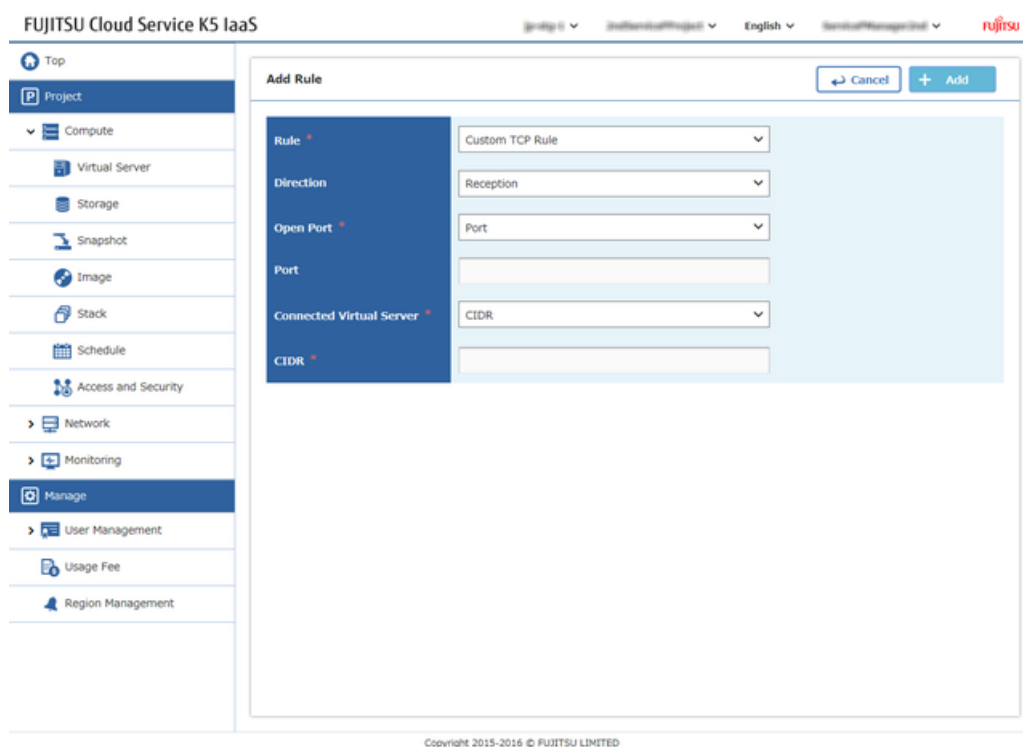 FUJITSU Cloud Service K5 IaaS
English
FUJITSU
Top
Project
Compute
Virtual Server
Storage
Snapshot
Image
Stack
Schedule
Access and Security
Network
Monitoring
Manage
User Management
Usage Fee
Region Management
Add Rule
Cancel
+ Add
Rule * Custom TCP Rule
Direction Reception
Open Port * Port
Port
Connected Virtual Server * CIDR
CIDR *
Copyright 2015-2016 © FUJITSU LIMITED